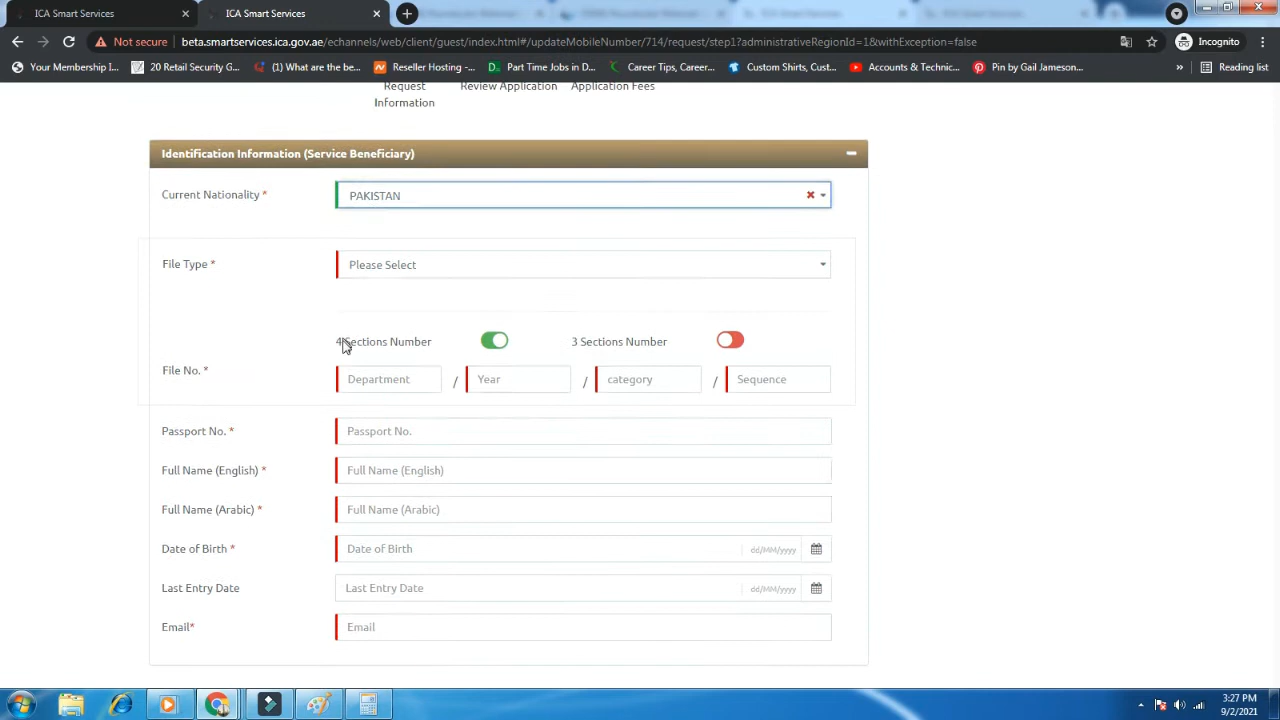 ICA Smart Services
ICA Smart Services
Not secure
beta.smartservices.ica.gov.ae/echannels/web/client/guest/index.html#/updateMobileNumber/714/request/step1?administrativeRegionId=1&withException=false
Incognito
Your Membership I...
20 Retail Security G...
(1) What are the be...
Reseller Hosting -...
Part Time Jobs in D...
Career Tips, Career...
Custom Shirts, Cust...
Accounts & Technic...
Pin by Gail Jameson...
»
Reading list
Request
Information
Review Application
Application Fees
Identification Information (Service Beneficiary)
Current Nationality *
PAKISTAN
File Type *
Please Select
4 Sections Number
3 Sections Number
File No. *
Department / Year / category / Sequence
Passport No. *
Passport No.
Full Name (English) *
Full Name (English)
Full Name (Arabic) *
Full Name (Arabic)
Date of Birth *
Date of Birth
dd/MM/yyyy
Last Entry Date
Last Entry Date
dd/MM/yyyy
Email*
Email
3:27 PM
9/2/2021